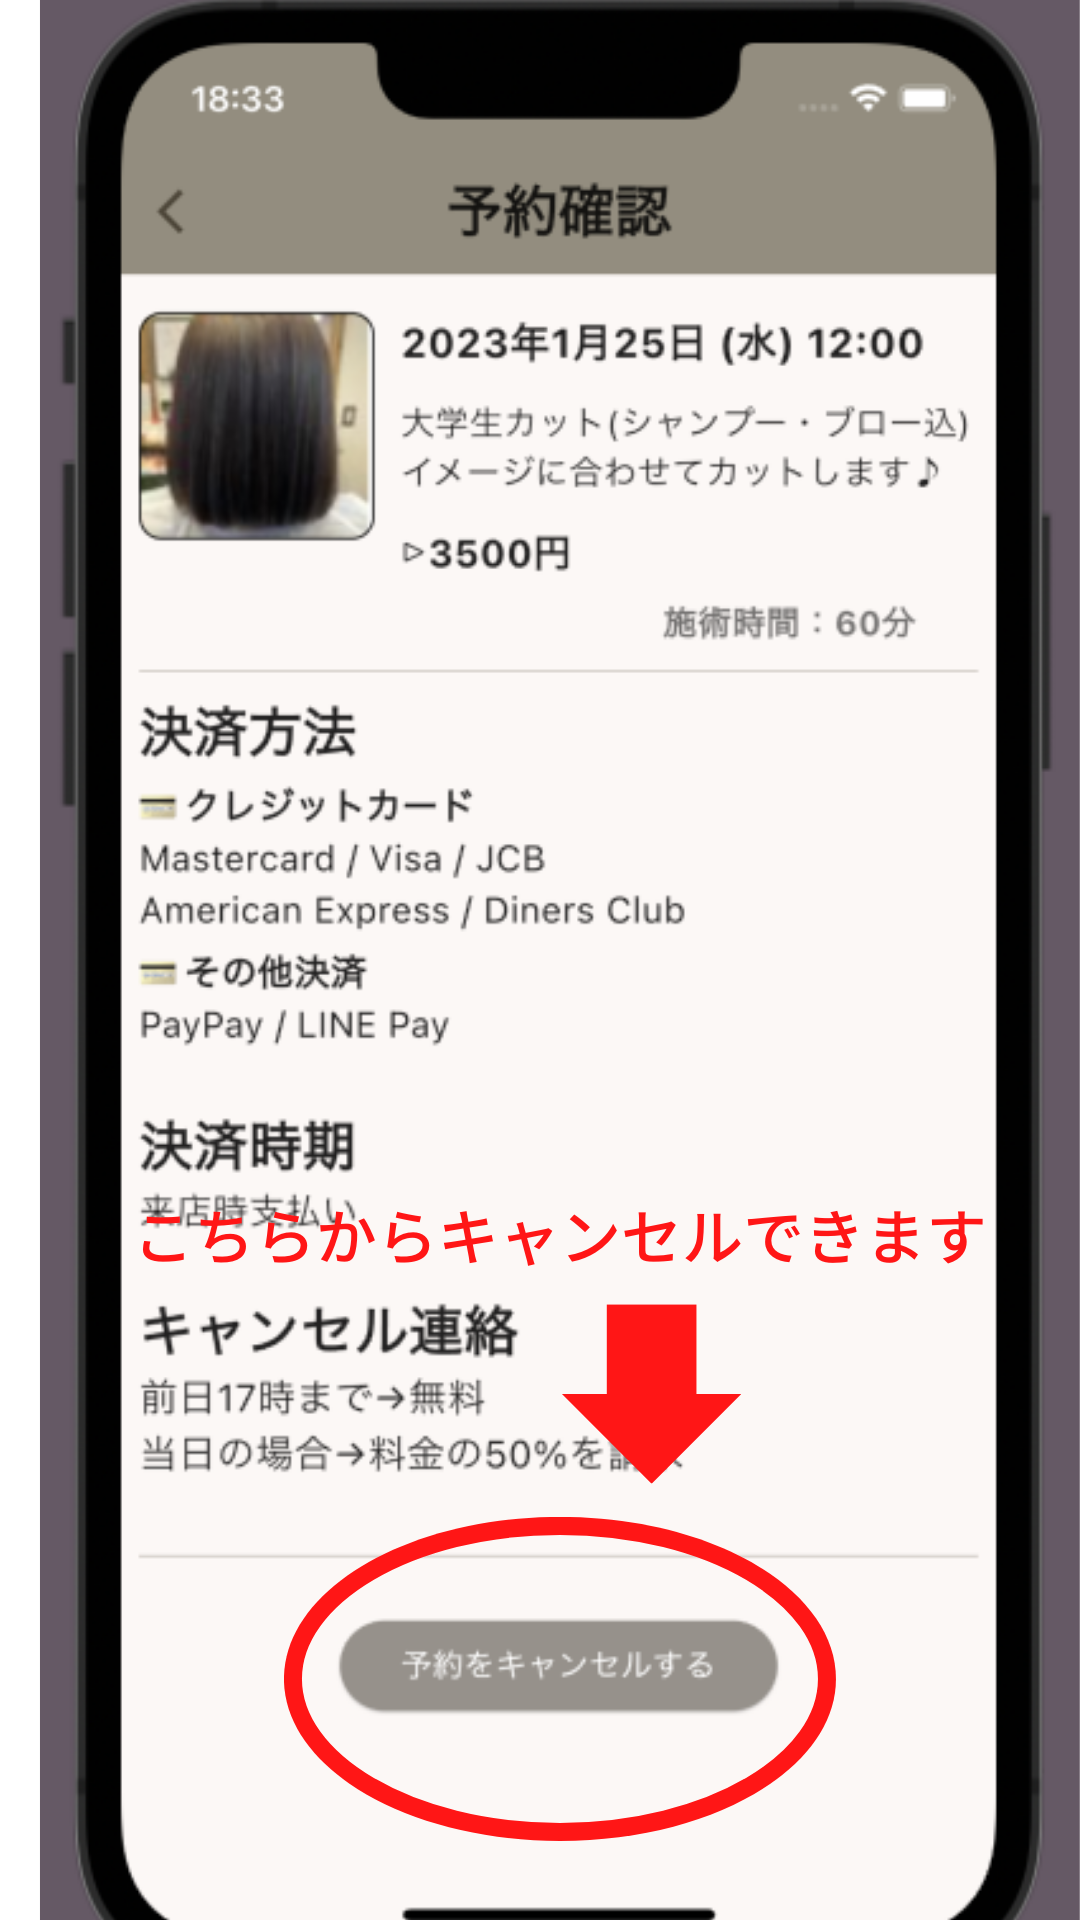 18:33
予約確認
2023年1月25日 (水) 12:00
大学生カット(シャンプー・ブロー込)
イメージに合わせてカットします♪
▷3500円
施術時間：60分
決済方法
💳 クレジットカード
Mastercard / Visa / JCB
American Express / Diners Club
💳 その他決済
PayPay / LINE Pay
決済時期
来店時支払い
こちらからキャンセルできます
キャンセル連絡
前日17時まで→無料
当日の場合→料金の50%を
予約をキャンセルする